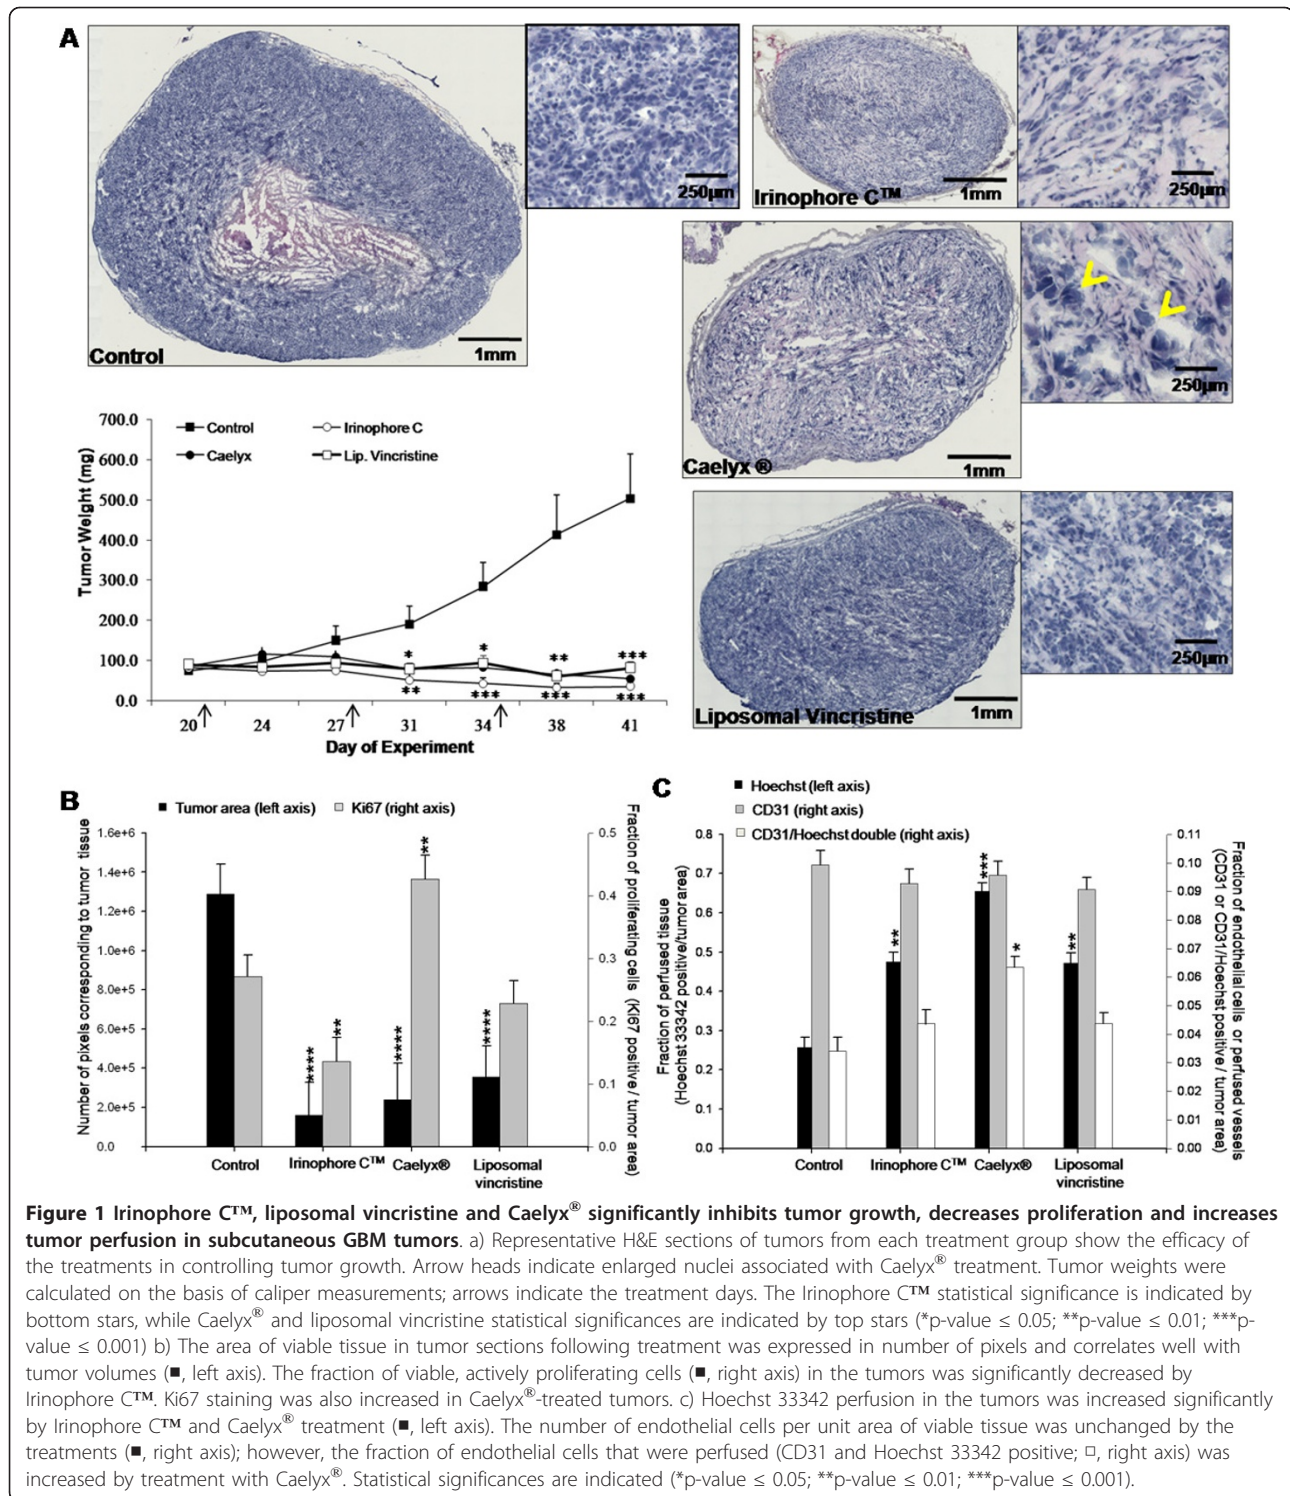 A
Control
1mm
250µm
Irinophore C™
1mm
250µm
Caelyx ®
1mm
250µm
Liposomal Vincristine
1mm
250µm
Control
Irinophore C
Caelyx
Lip. Vincristine
Tumor Weight (mg)
700.0
600.0
500.0
400.0
300.0
200.0
100.0
0.0
* * ** ***
** *** *** ***
20 24 27 31 34 38 41
Day of Experiment
B
Tumor area (left axis) Ki67 (right axis)
Number of pixels corresponding to tumor tissue
1.6e+6
1.4e+6
1.2e+6
1.0e+6
8.0e+5
6.0e+5
4.0e+5
2.0e+5
0.0
**** ** **** ** ****
0.5
0.4
0.3
0.2
0.1
0.0
Fraction of proliferating cells (Ki67 positive / tumor area)
Control Irinophore C™ Caelyx® Liposomal
vincristine
C
Hoechst (left axis)
CD31 (right axis)
CD31/Hoechst double (right axis)
Fraction of perfused tissue
(Hoechst 33342 positive/tumor area)
0.8
0.7
0.6
0.5
0.4
0.3
0.2
0.1
0.0
** *** * **
0.11
0.10
0.09
0.08
0.07
0.06
0.05
0.04
0.03
0.02
0.01
0.00
Fraction of endothelial cells or perfused vessels
(CD31 or CD31/Hoechst positive / tumor area)
Control Irinophore C™ Caelyx® Liposomal
vincristine
Figure 1 Irinophore C™, liposomal vincristine and Caelyx® significantly inhibits tumor growth, decreases proliferation and increases
tumor perfusion in subcutaneous GBM tumors. a) Representative H&E sections of tumors from each treatment group show the efficacy of
the treatments in controlling tumor growth. Arrow heads indicate enlarged nuclei associated with Caelyx® treatment. Tumor weights were
calculated on the basis of caliper measurements; arrows indicate the treatment days. The Irinophore C™ statistical significance is indicated by
bottom stars, while Caelyx® and liposomal vincristine statistical significances are indicated by top stars (*p-value ≤ 0.05; **p-value ≤ 0.01; ***p-
value ≤ 0.001) b) The area of viable tissue in tumor sections following treatment was expressed in number of pixels and correlates well with
tumor volumes (■, left axis). The fraction of viable, actively proliferating cells (■, right axis) in the tumors was significantly decreased by
Irinophore C™. Ki67 staining was also increased in Caelyx®-treated tumors. c) Hoechst 33342 perfusion in the tumors was increased significantly
by Irinophore C™ and Caelyx® treatment (■, left axis). The number of endothelial cells per unit area of viable tissue was unchanged by the
treatments (■, right axis); however, the fraction of endothelial cells that were perfused (CD31 and Hoechst 33342 positive; □, right axis) was
increased by treatment with Caelyx®. Statistical significances are indicated (*p-value ≤ 0.05; **p-value ≤ 0.01; ***p-value ≤ 0.001).